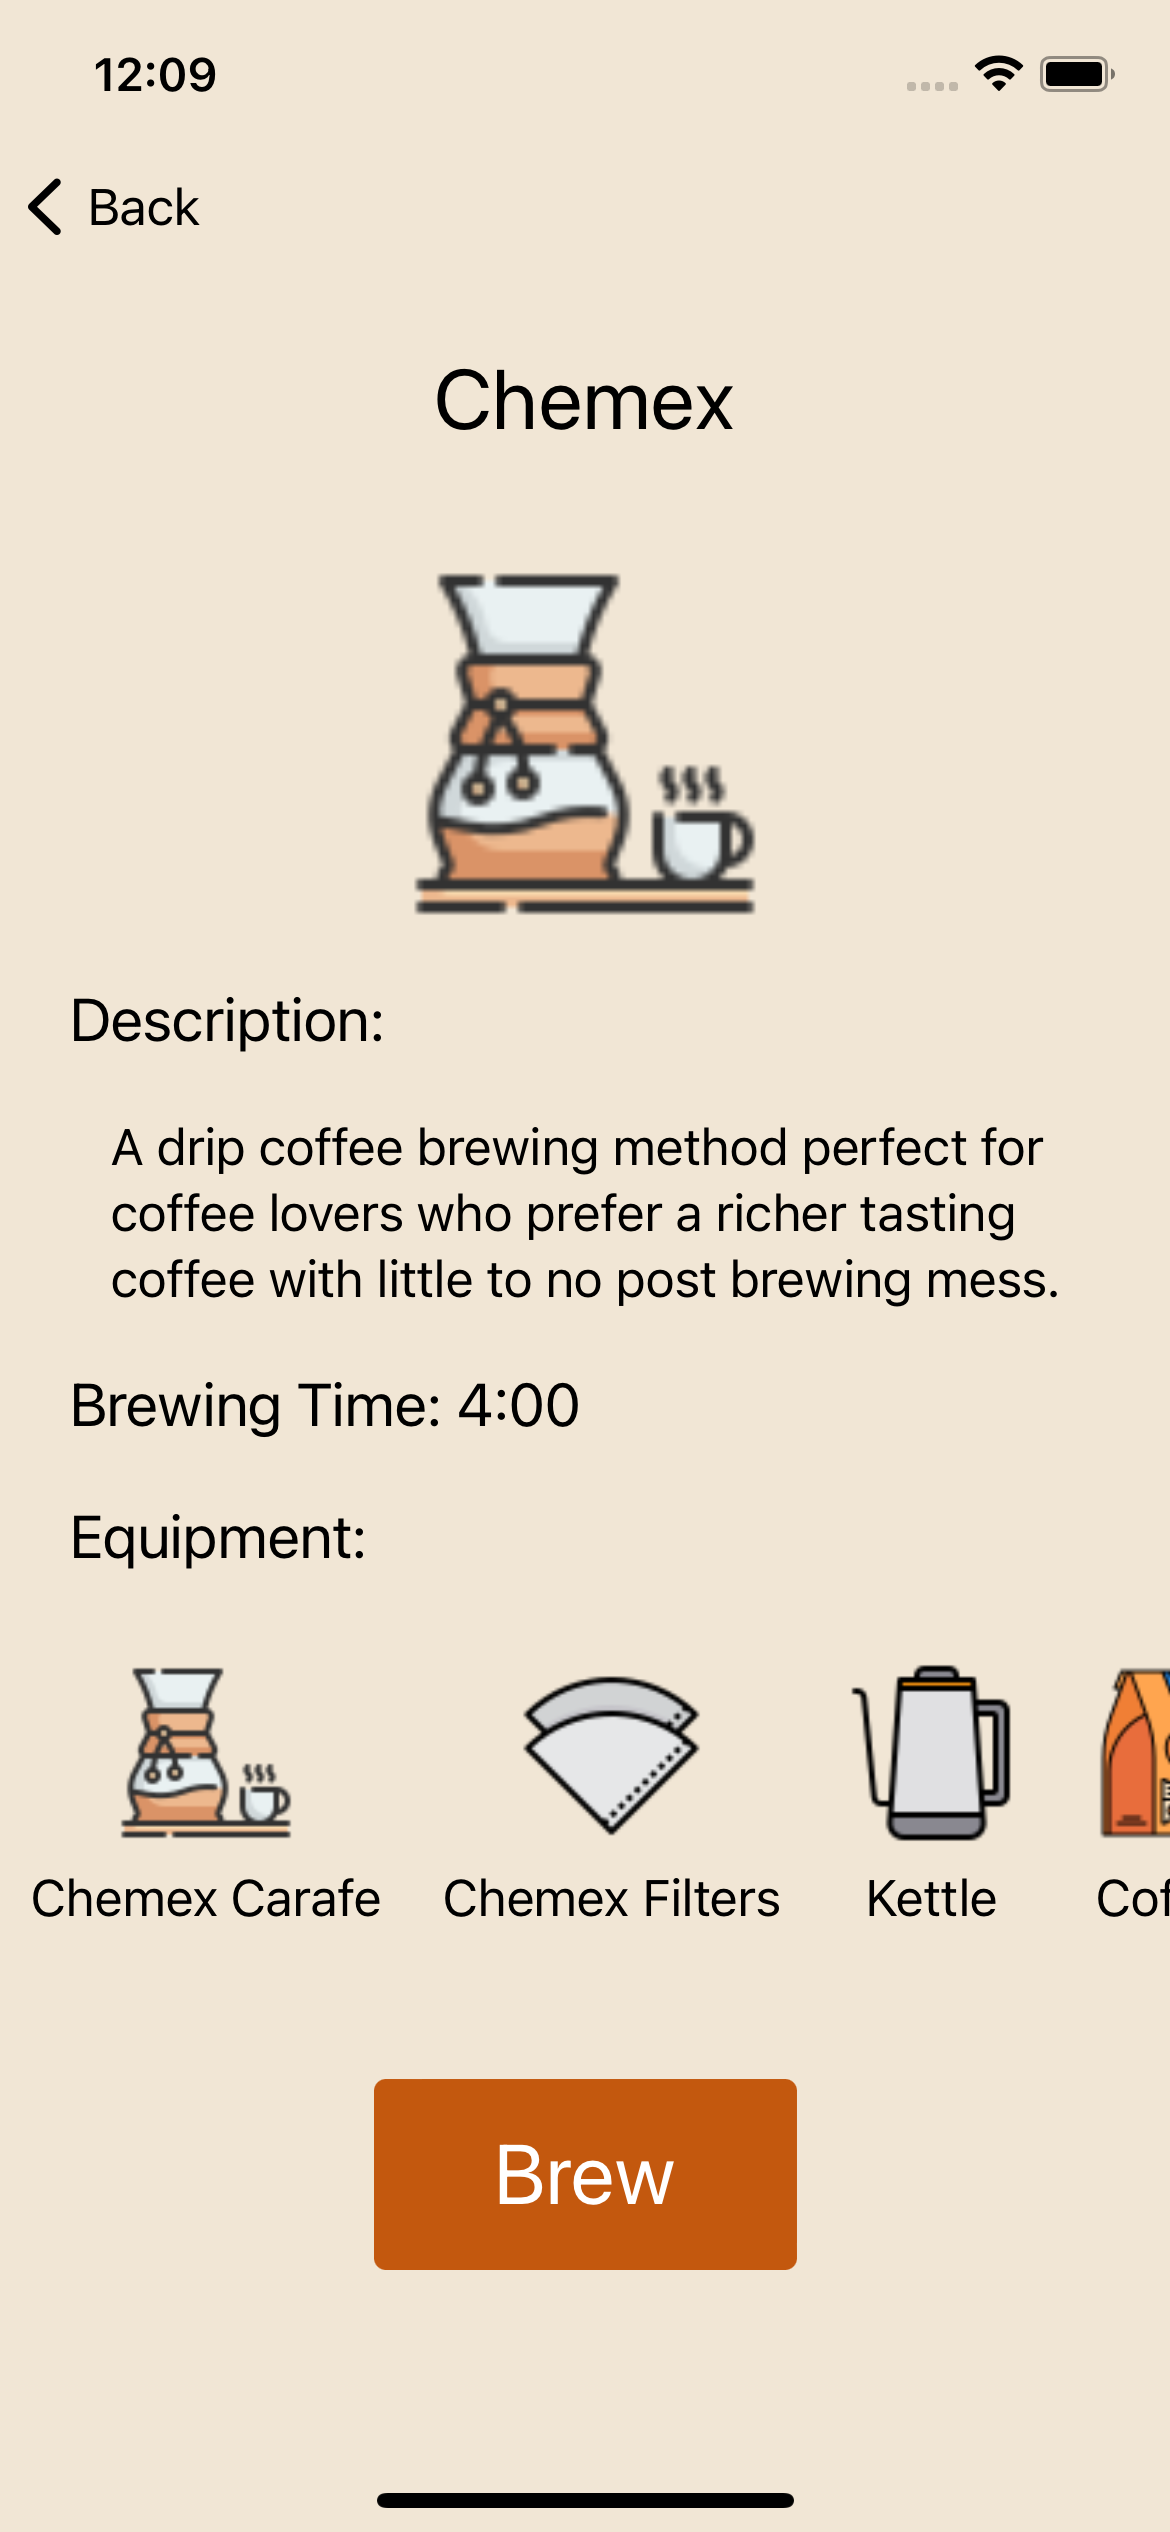 12:09
Back
Chemex
Description:
A drip coffee brewing method perfect for
coffee lovers who prefer a richer tasting
coffee with little to no post brewing mess.
Brewing Time: 4:00
Equipment:
Chemex Carafe
Chemex Filters
Kettle
Brew